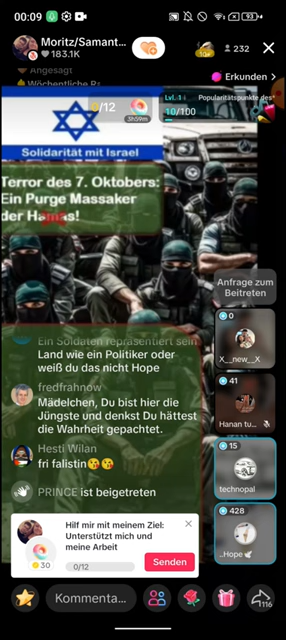 00:09
93
Moritz/Samant...
183.1K
232
Angesagt
Erkunden >
Wöchentliche Ra
0/12
3h59m
Lvl. 1
Popularitätspunkte des
10/100
Solidarität mit Israel
Terror des 7. Oktobers:
Ein Purge Massaker
der Hamas!
Anfrage zum
Beitreten
0
X__new__X
41
Hanan tu...
15
technopal
428
..Hope
Ein Soldaten repräsentiert sein
Land wie ein Politiker oder
weiß du das nicht Hope
fredfrahnow
Mädelchen, Du bist hier die
Jüngste und denkst Du hättest
die Wahrheit gepachtet.
Hesti Wilan
fri falistin😘😘
PRINCE ist beigetreten
Hilf mir mit meinem Ziel:
Unterstützt mich und
meine Arbeit
30
0/12
Senden
Kommenta...
116